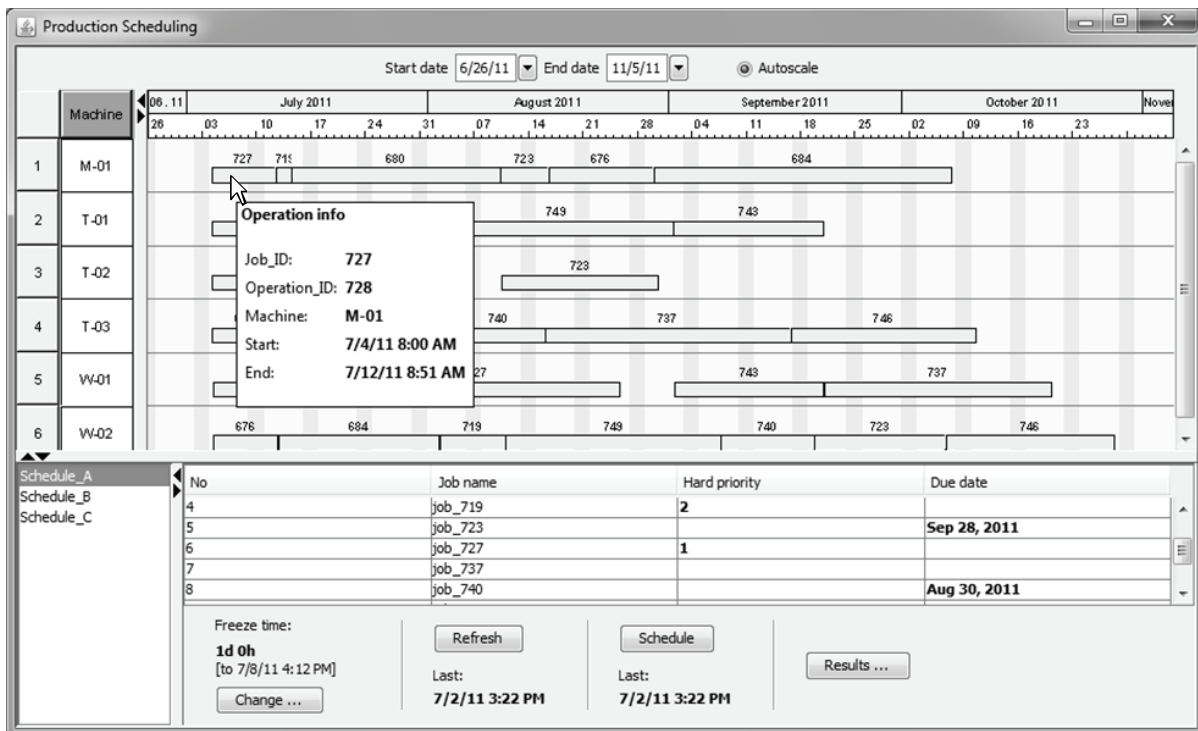 Production Scheduling
Start date 6/26/11 End date 11/5/11 Autoscale
Machine 06.11 July 2011 August 2011 September 2011 October 2011 Nove
26 03 10 17 24 31 07 14 21 28 04 11 18 25 02 09 16 23
727 719 680 723 676 684
1 M-01
749 743
2 T-01
Operation info
723
3 T-02
Job_ID: 727
Operation_ID: 728
740 737 746
4 T-03
Machine: M-01
Start: 7/4/11 8:00 AM
End: 7/12/11 8:51 AM
27 743 737
5 W-01
676 684 719 749 740 723 746
6 W-02
Schedule_A
Schedule_B
Schedule_C
No Job name Hard priority Due date
4 job_719 2
5 job_723 Sep 28, 2011
6 job_727 1
7 job_737
8 job_740 Aug 30, 2011
Freeze time:
1d 0h
[to 7/8/11 4:12 PM]
Change ...
Refresh
Last:
7/2/11 3:22 PM
Schedule
Last:
7/2/11 3:22 PM
Results ...